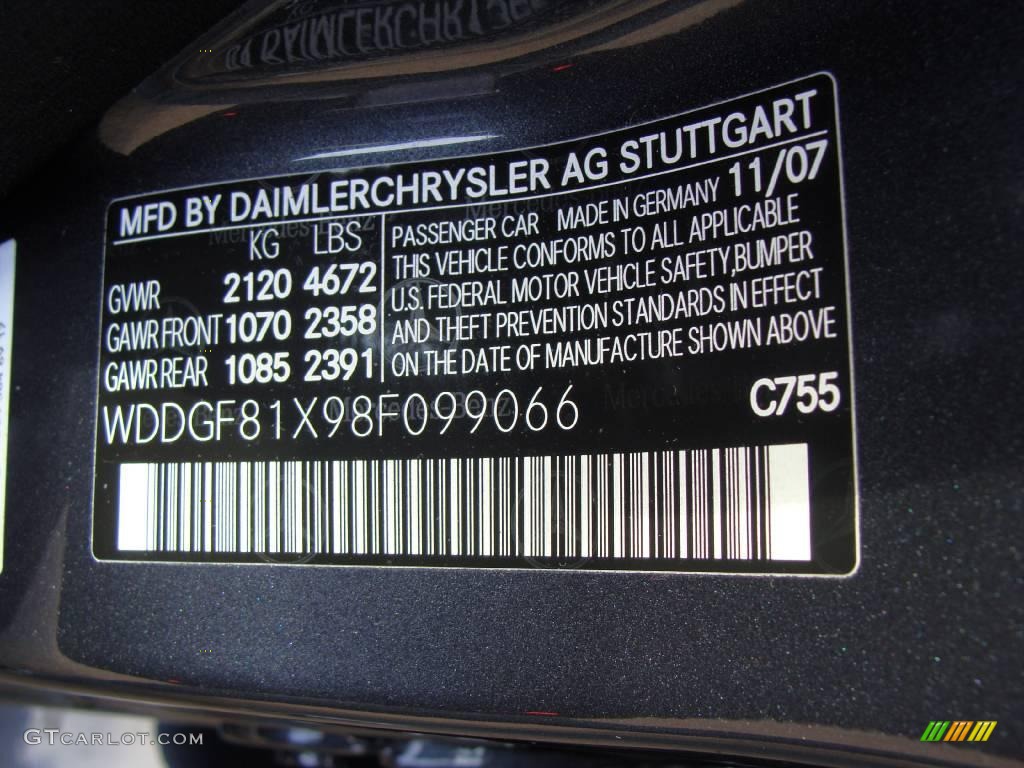 MFD BY DAIMLERCHRYSLER AG STUTTGART
KG LBS
GVWR 2120 4672
GAWR FRONT 1070 2358
GAWR REAR 1085 2391
PASSENGER CAR MADE IN GERMANY 11/07
THIS VEHICLE CONFORMS TO ALL APPLICABLE
U.S. FEDERAL MOTOR VEHICLE SAFETY, BUMPER
AND THEFT PREVENTION STANDARDS IN EFFECT
ON THE DATE OF MANUFACTURE SHOWN ABOVE
WDDGF81X98F099066 C755
GTCARLOT.COM